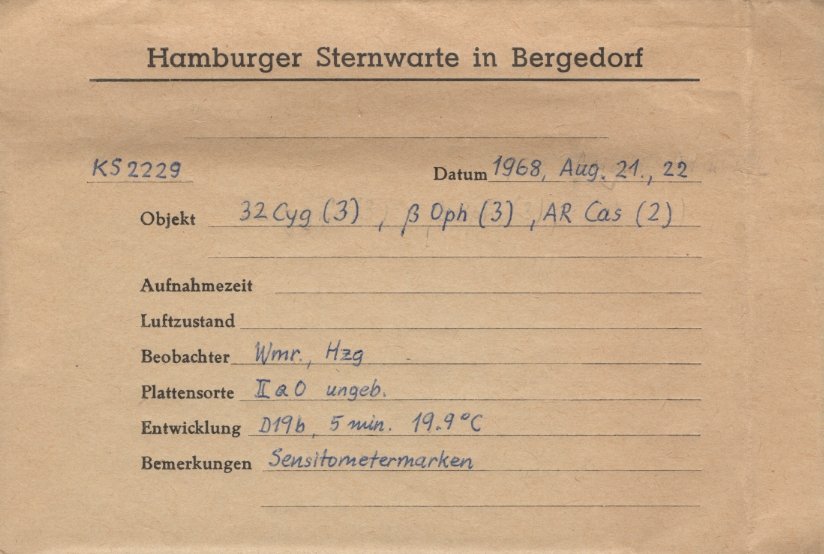 Hamburger Sternwarte in Bergedorf
KS 2229 Datum 1968, Aug. 21., 22
Objekt 32 Cyg (3), β Oph (3), AR Cas (2)
Aufnahmezeit
Luftzustand
Beobachter Wmr., Hzg
Plattensorte II a O ungeb.
Entwicklung D19b, 5 min. 19.9°C
Bemerkungen Sensitometermarken